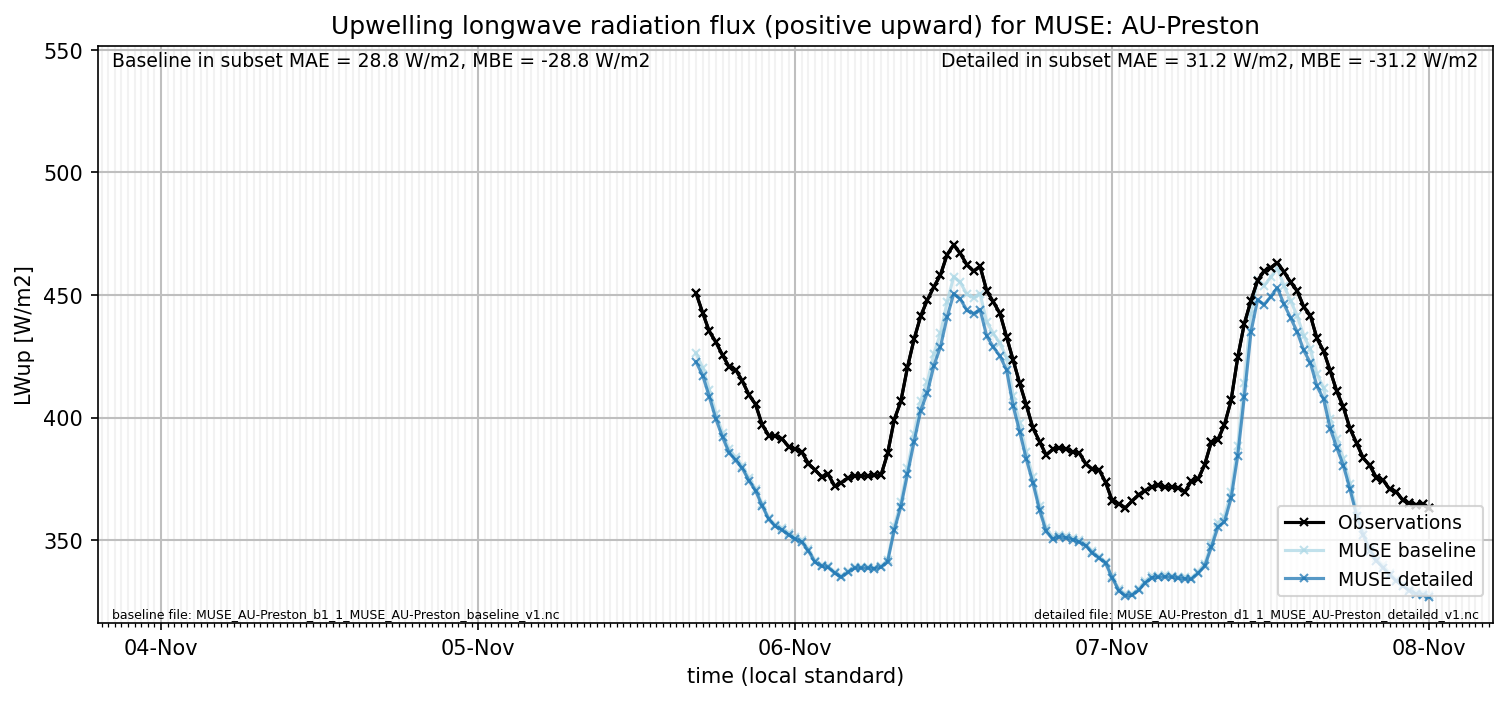 Upwelling longwave radiation flux (positive upward) for MUSE: AU-Preston
Baseline in subset MAE = 28.8 W/m2, MBE = -28.8 W/m2
Detailed in subset MAE = 31.2 W/m2, MBE = -31.2 W/m2
550
500
450
400
350
LWup [W/m2]
Observations
MUSE baseline
MUSE detailed
baseline file: MUSE_AU-Preston_b1_1_MUSE_AU-Preston_baseline_v1.nc
detailed file: MUSE_AU-Preston_d1_1_MUSE_AU-Preston_detailed_v1.nc
04-Nov 05-Nov 06-Nov 07-Nov 08-Nov
time (local standard)